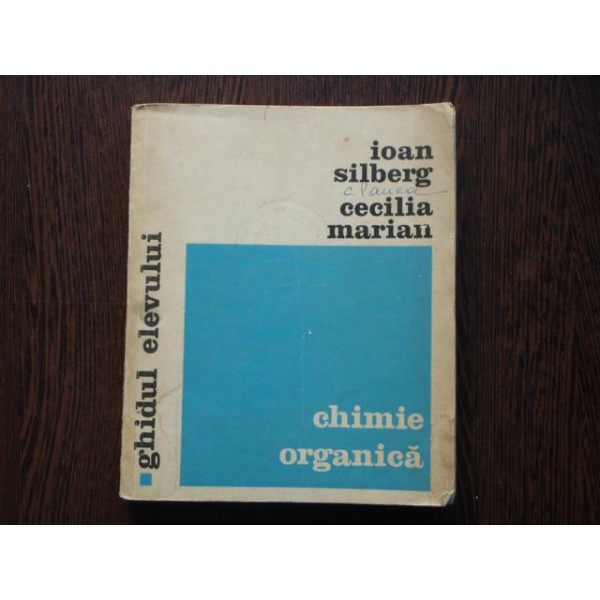 ioan
silberg
cecilia
marian
ghidul elevului
chimie
organică